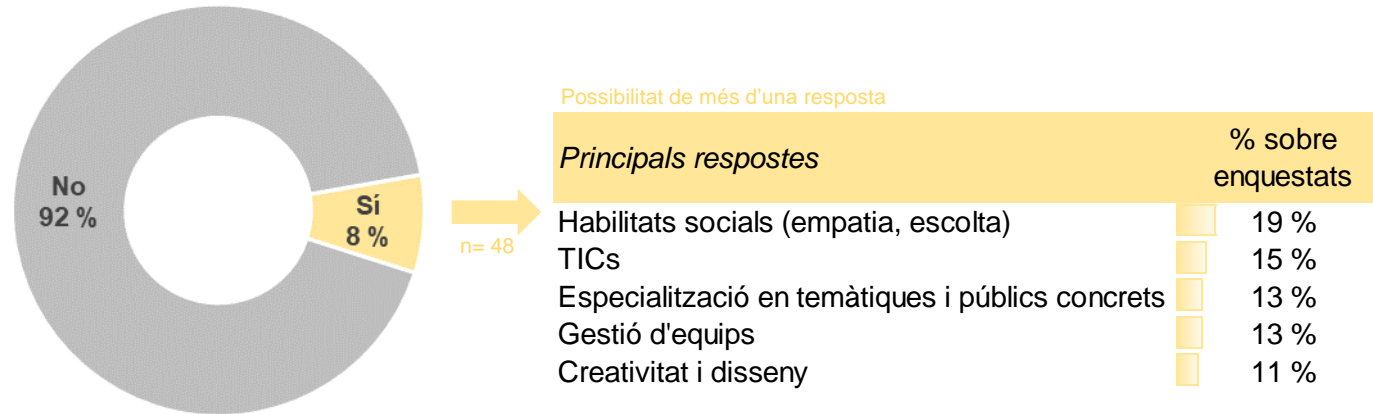 No
92 %
Sí
8 %
n= 48
Possibilitat de més d'una resposta
Principals respostes
% sobre
enquestats
Habilitats socials (empatia, escolta) 19 %
TICs 15 %
Especialització en temàtiques i públics concrets 13 %
Gestió d'equips 13 %
Creativitat i disseny 11 %